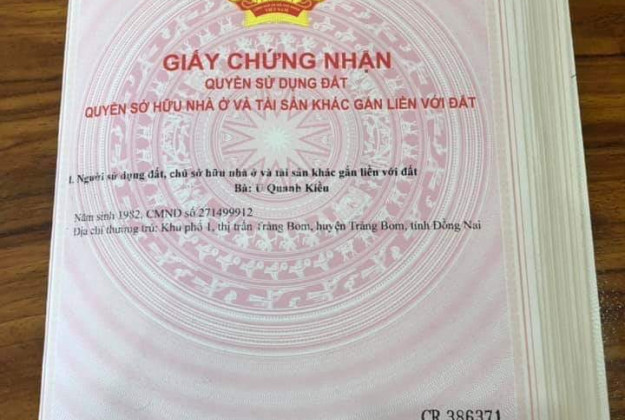 GIẤY CHỨNG NHẬN
QUYỀN SỬ DỤNG ĐẤT
QUYỀN SỞ HỮU NHÀ Ở VÀ TÀI SẢN KHÁC GẮN LIỀN VỚI ĐẤT
I. Người sử dụng đất, chủ sở hữu nhà ở và tài sản khác gắn liền với đất
Bà: Ú Quanh Kiều
Năm sinh 1982, CMND số 271499912
Địa chỉ thường trú: Khu phố 1, thị trấn Trảng Bom, huyện Trảng Bom, tỉnh Đồng Nai
CR 386371